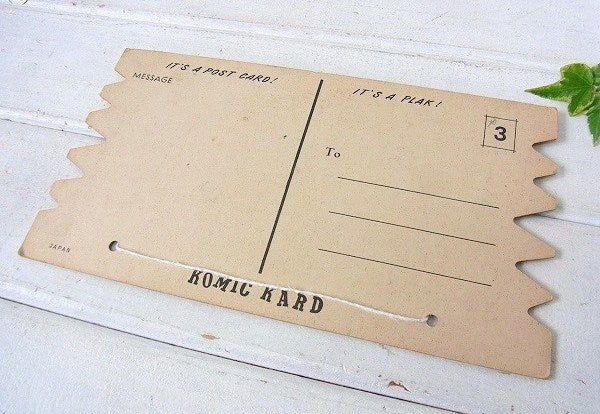 IT'S A POST CARD!
MESSAGE
IT'S A PLAK!
3
To
JAPAN
KOMIC KARD